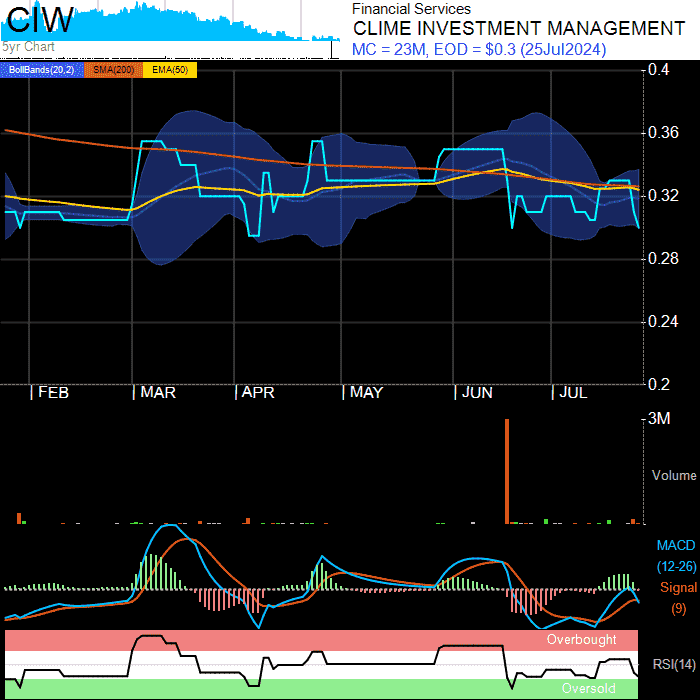 CIW
5yr Chart
Financial Services
CLIME INVESTMENT MANAGEMENT
MC = 23M, EOD = $0.3 (25Jul2024)
BollBands(20,2) SMA(200) EMA(50)
0.4
0.36
0.32
0.28
0.24
0.2
FEB MAR APR MAY JUN JUL
3M
Volume
MACD
(12-26)
Signal
(9)
Overbought
RSI(14)
Oversold